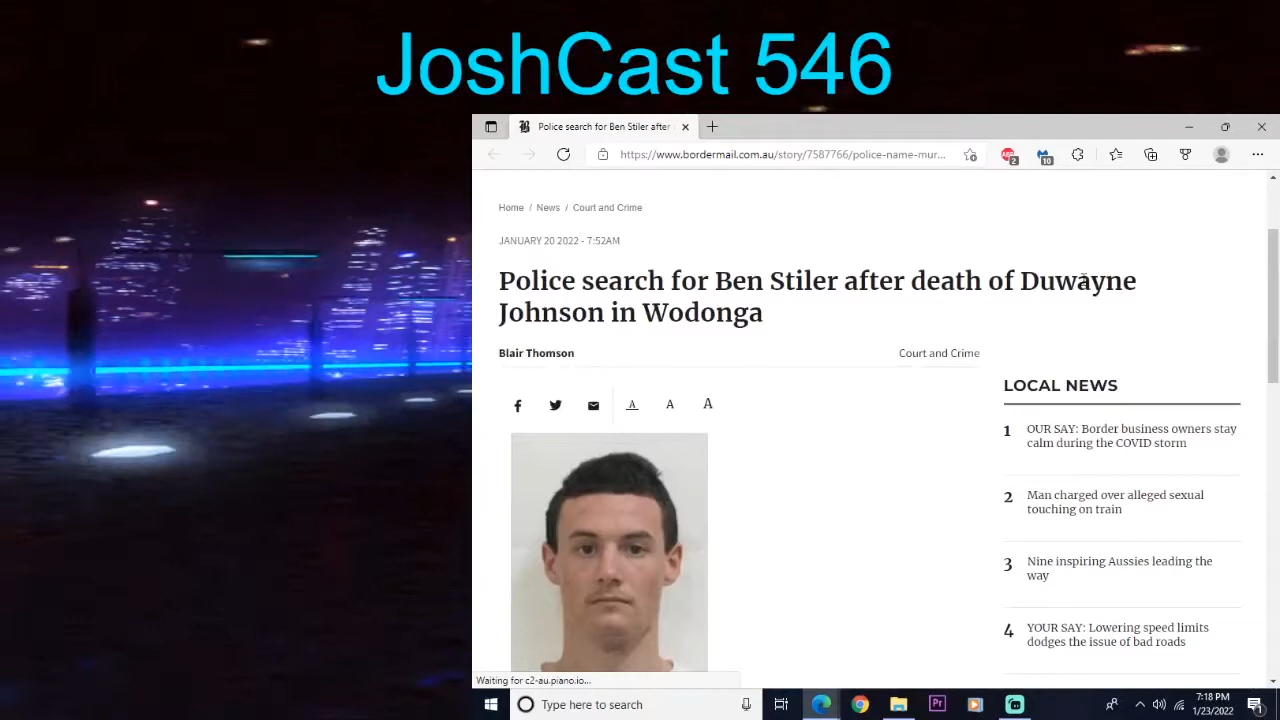 JoshCast 546
Police search for Ben Stiler after
https://www.bordermail.com.au/story/7587766/police-name-mur...
2
10
Home / News / Court and Crime
JANUARY 20 2022 - 7:52AM
Police search for Ben Stiler after death of Duwayne
Johnson in Wodonga
Blair Thomson
Court and Crime
A A A
LOCAL NEWS
1 OUR SAY: Border business owners stay
calm during the COVID storm
2 Man charged over alleged sexual
touching on train
3 Nine inspiring Aussies leading the
way
4 YOUR SAY: Lowering speed limits
dodges the issue of bad roads
Waiting for c2-au.piano.io...
Type here to search
Pr
7:18 PM
1/23/2022
1